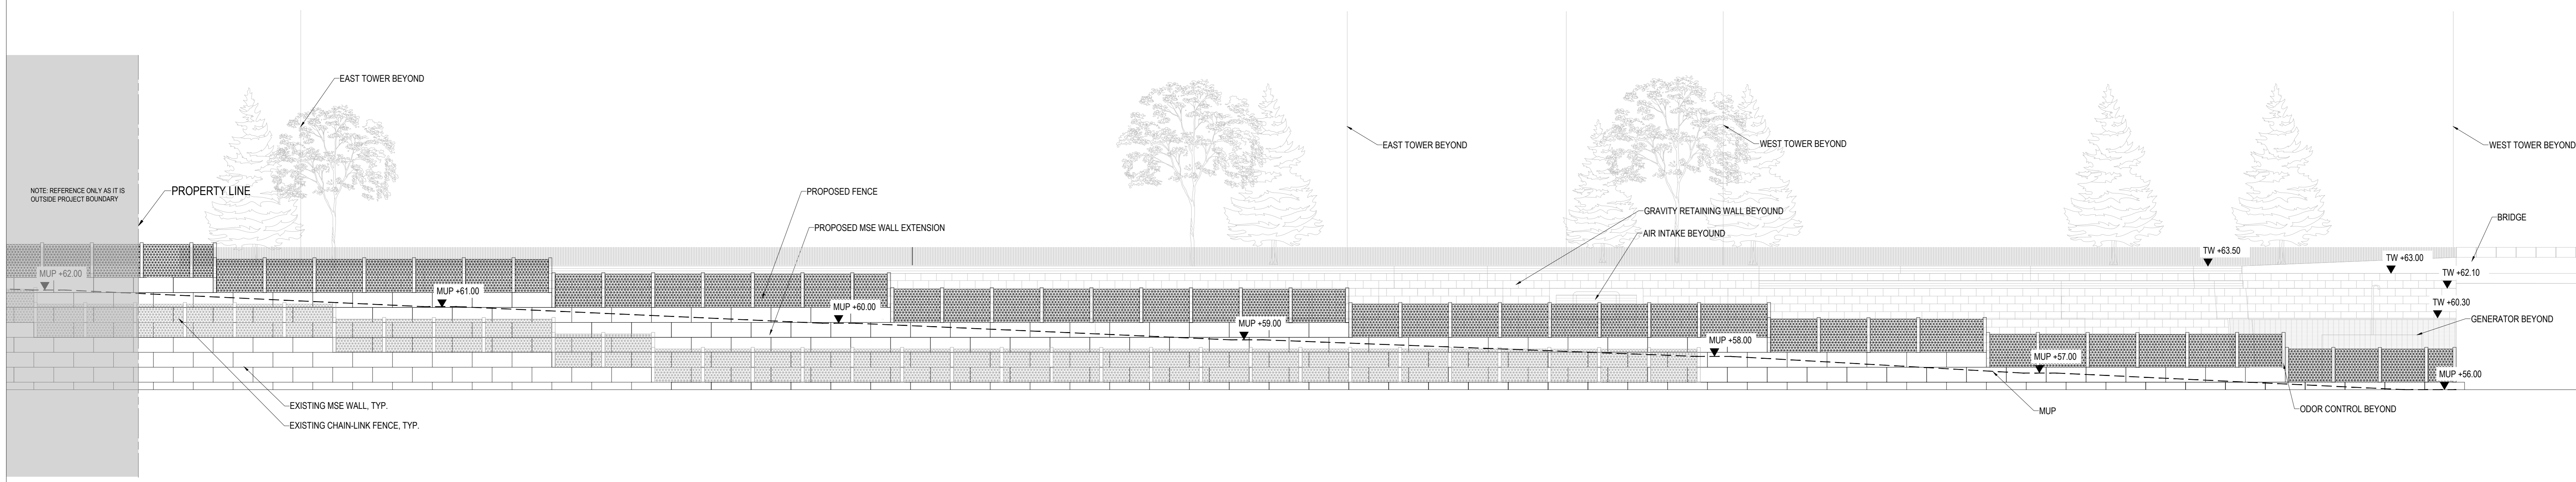 EAST TOWER BEYOND
EAST TOWER BEYOND
WEST TOWER BEYOND
WEST TOWER BEYOND
NOTE: REFERENCE ONLY AS IT IS
OUTSIDE PROJECT BOUNDARY
PROPERTY LINE
PROPOSED FENCE
GRAVITY RETAINING WALL BEYOUND
BRIDGE
PROPOSED MSE WALL EXTENSION
AIR INTAKE BEYOUND
TW +63.50
TW +63.00
TW +62.10
MUP +62.00
MUP +61.00
MUP +60.00
TW +60.30
MUP +59.00
GENERATOR BEYOND
MUP +58.00
MUP +57.00
MUP +56.00
EXISTING MSE WALL, TYP.
MUP
ODOR CONTROL BEYOND
EXISTING CHAIN-LINK FENCE, TYP.